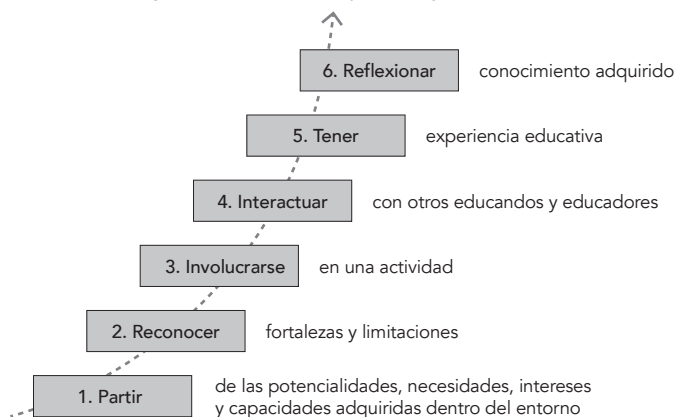 6. Reflexionar conocimiento adquirido
5. Tener experiencia educativa
4. Interactuar con otros educandos y educadores
3. Involucrarse en una actividad
2. Reconocer fortalezas y limitaciones
1. Partir de las potencialidades, necesidades, intereses
y capacidades adquiridas dentro del entorno